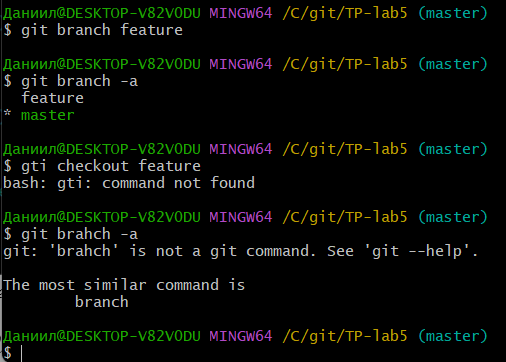 Даниил@DESKTOP-V82V0DU MINGW64 /C/git/TP-lab5 (master)
$ git branch feature
Даниил@DESKTOP-V82V0DU MINGW64 /C/git/TP-lab5 (master)
$ git branch -a
  feature
* master
Даниил@DESKTOP-V82V0DU MINGW64 /C/git/TP-lab5 (master)
$ gti checkout feature
bash: gti: command not found
Даниил@DESKTOP-V82V0DU MINGW64 /C/git/TP-lab5 (master)
$ git brahch -a
git: 'brahch' is not a git command. See 'git --help'.
The most similar command is
        branch
Даниил@DESKTOP-V82V0DU MINGW64 /C/git/TP-lab5 (master)
$